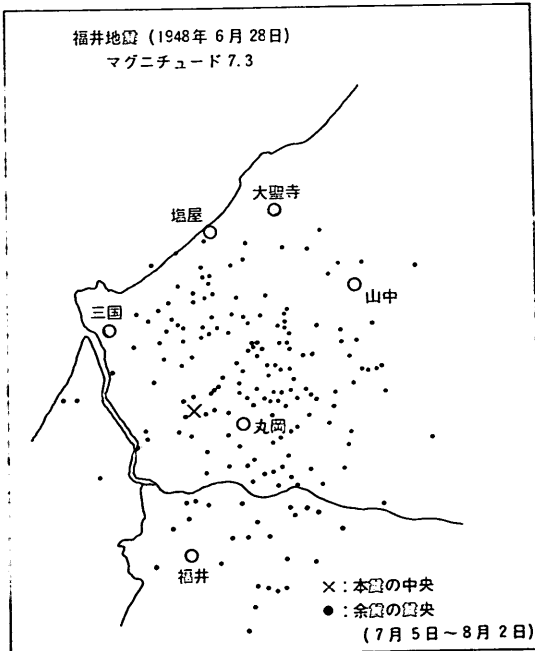 福井地震 (1948年6月28日)
マグニチュード 7.3
大聖寺
塩屋
山中
三国
丸岡
福井
×：本震の中央
●：余震の震央
(7月5日～8月2日)